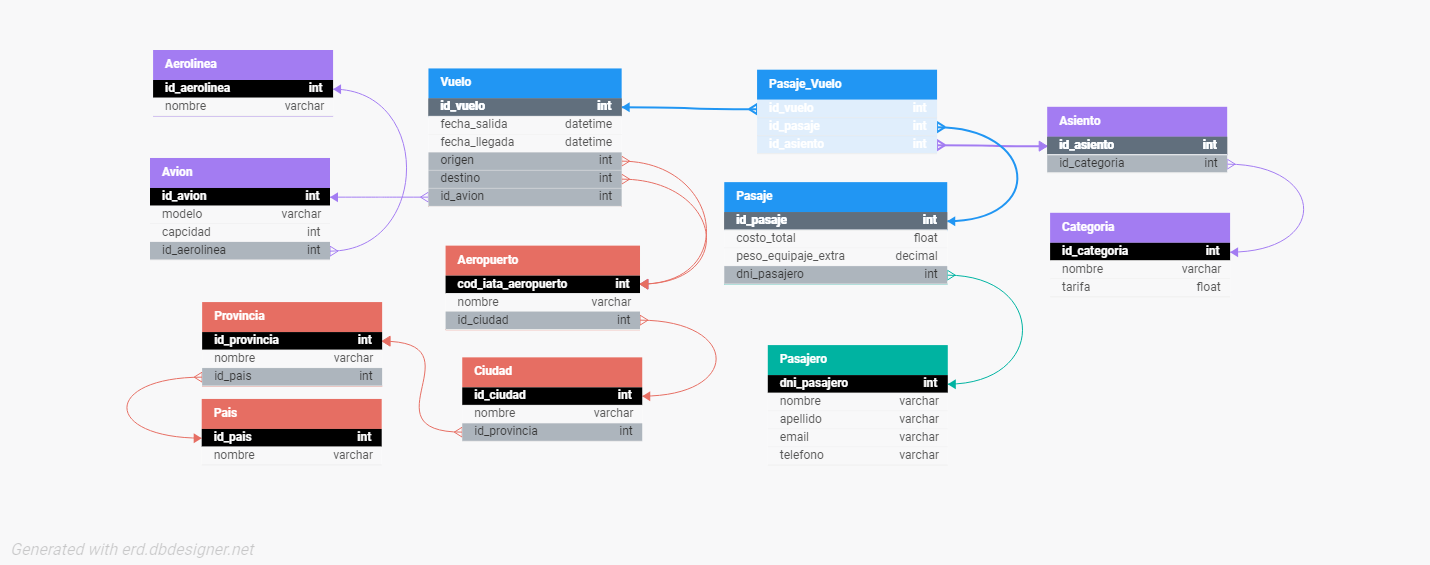 Aerolinea
id_aerolinea int
nombre varchar
Avion
id_avion int
modelo varchar
capcidad int
id_aerolinea int
Vuelo
id_vuelo int
fecha_salida datetime
fecha_llegada datetime
origen int
destino int
id_avion int
Pasaje_Vuelo
id_vuelo int
id_pasaje int
id_asiento int
Asiento
id_asiento int
id_categoria int
Pasaje
id_pasaje int
costo_total float
peso_equipaje_extra decimal
dni_pasajero int
Categoria
id_categoria int
nombre varchar
tarifa float
Aeropuerto
cod_iata_aeropuerto int
nombre varchar
id_ciudad int
Provincia
id_provincia int
nombre varchar
id_pais int
Ciudad
id_ciudad int
nombre varchar
id_provincia int
Pais
id_pais int
nombre varchar
Pasajero
dni_pasajero int
nombre varchar
apellido varchar
email varchar
telefono varchar
Generated with erd.dbdesigner.net